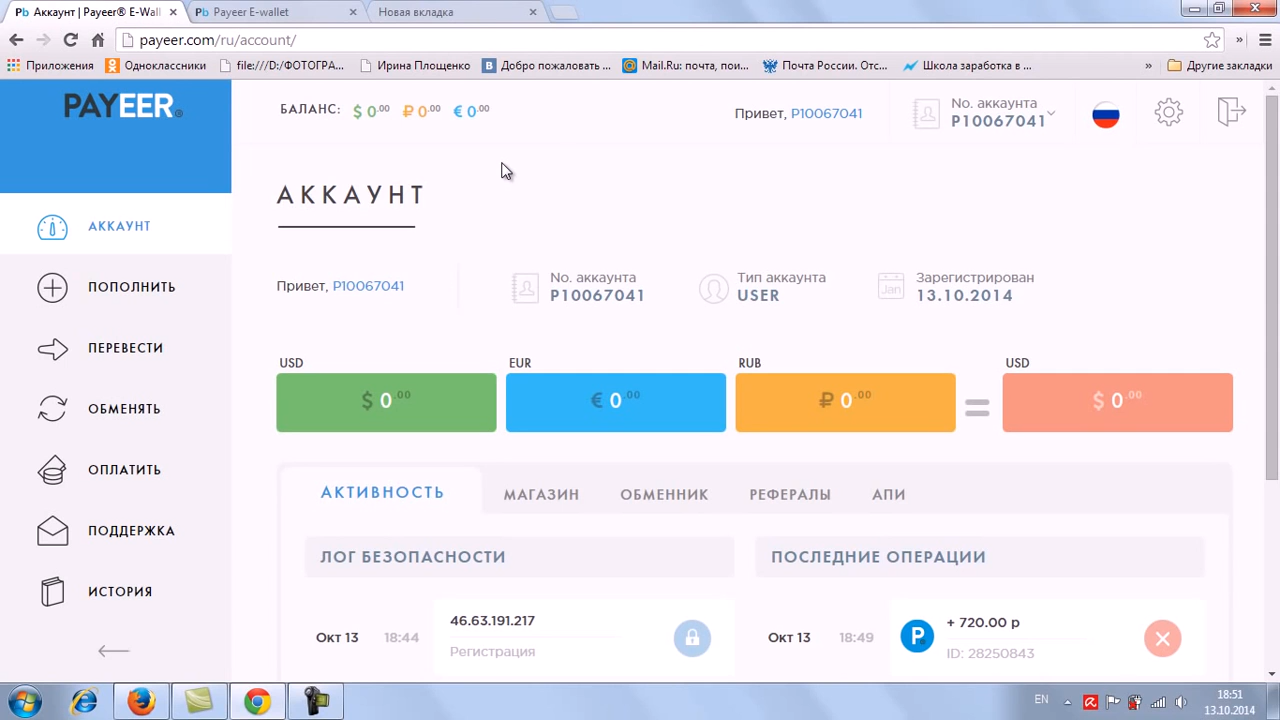 Аккаунт | Payeer® E-Wall
Payeer E-wallet
Новая вкладка
payeer.com/ru/account/
Приложения
Одноклассники
file:///D:/ФОТОГРА...
Ирина Площенко
Добро пожаловать ...
Mail.Ru: почта, пои...
Почта России. Отс...
Школа заработка в ...
»
Другие закладки
PAYEER®
БАЛАНС: $ 0.00 ₽ 0.00 € 0.00
Привет, P10067041
No. аккаунта
P10067041
АККАУНТ
ПОПОЛНИТЬ
ПЕРЕВЕСТИ
ОБМЕНЯТЬ
ОПЛАТИТЬ
ПОДДЕРЖКА
ИСТОРИЯ
АККАУНТ
Привет, P10067041
No. аккаунта
P10067041
Тип аккаунта
USER
Jan
Зарегистрирован
13.10.2014
USD
$ 0.00
EUR
€ 0.00
RUB
₽ 0.00
=
USD
$ 0.00
АКТИВНОСТЬ
МАГАЗИН
ОБМЕННИК
РЕФЕРАЛЫ
АПИ
ЛОГ БЕЗОПАСНОСТИ
Окт 13 18:44
46.63.191.217
Регистрация
ПОСЛЕДНИЕ ОПЕРАЦИИ
Окт 13 18:49
P
+ 720.00 р
ID: 28250843
EN
18:51
13.10.2014